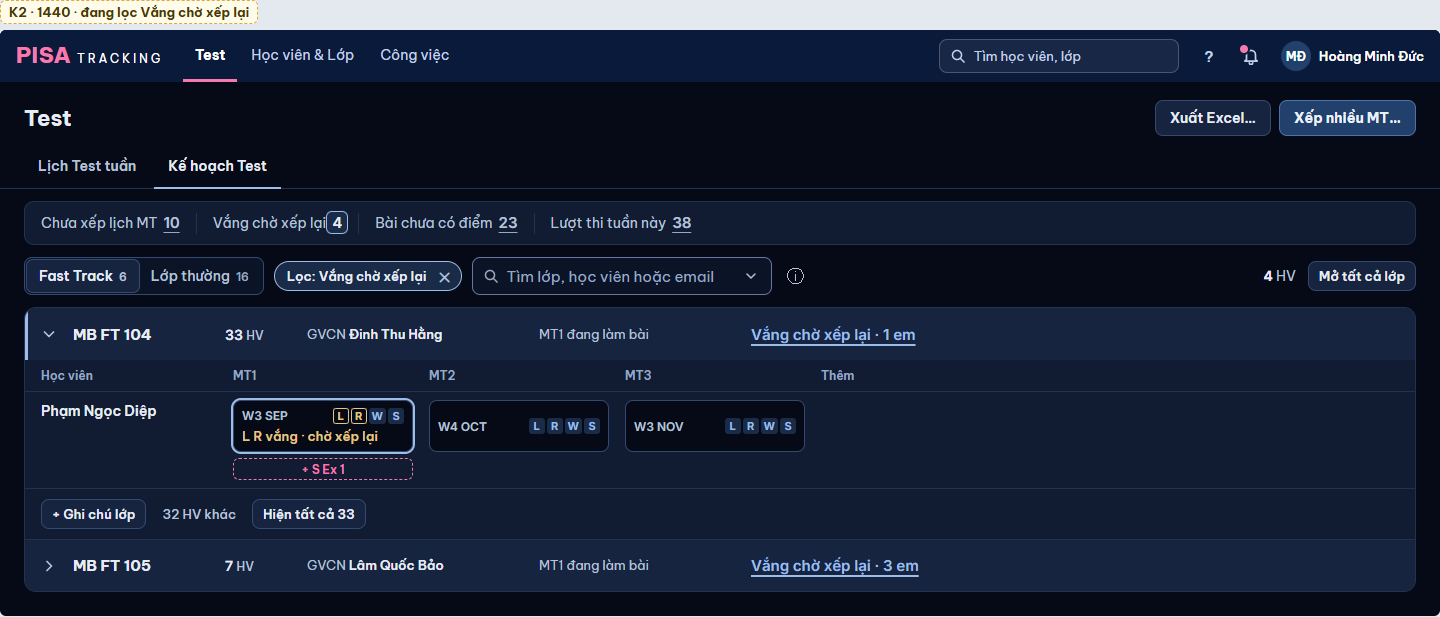 K2 · 1440 · đang lọc Vắng chờ xếp lại
PISA TRACKING Test Học viên & Lớp Công việc Tìm học viên, lớp ? MĐ Hoàng Minh Đức
Test Xuất Excel... Xếp nhiều MT...
Lịch Test tuần Kế hoạch Test
Chưa xếp lịch MT 10 Vắng chờ xếp lại 4 Bài chưa có điểm 23 Lượt thi tuần này 38
Fast Track 6 Lớp thường 16 Lọc: Vắng chờ xếp lại Tìm lớp, học viên hoặc email 4 HV Mở tất cả lớp
MB FT 104 33 HV GVCN Đinh Thu Hằng MT1 đang làm bài Vắng chờ xếp lại · 1 em
Học viên MT1 MT2 MT3 Thêm
Phạm Ngọc Diệp W3 SEP L R W S W4 OCT L R W S W3 NOV L R W S
L R vắng · chờ xếp lại
+ S Ex 1
+ Ghi chú lớp 32 HV khác Hiện tất cả 33
MB FT 105 7 HV GVCN Lâm Quốc Bảo MT1 đang làm bài Vắng chờ xếp lại · 3 em